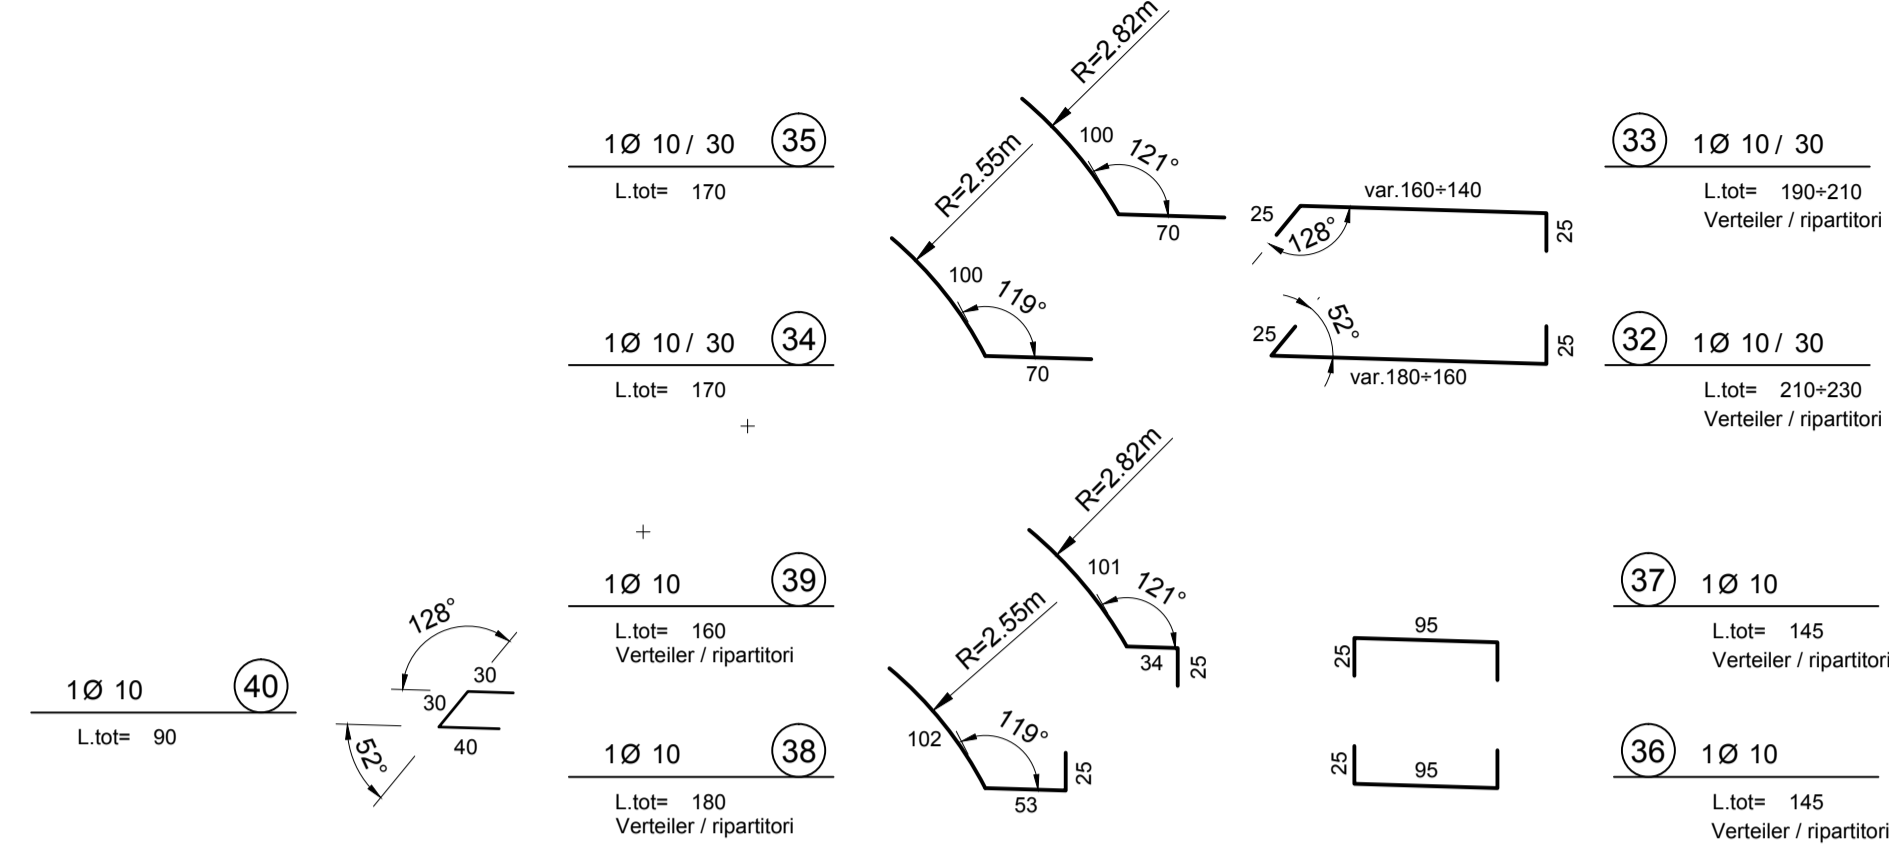 R=2.82m
1Ø 10 / 30 35
L.tot= 170
100
121°
70
33 1Ø 10 / 30
L.tot= 190÷210
Verteiler / ripartitori
var.160÷140
25
128°
25
R=2.55m
1Ø 10 / 30 34
L.tot= 170
100
119°
70
32 1Ø 10 / 30
L.tot= 210÷230
Verteiler / ripartitori
25
52°
25
var.180÷160
R=2.82m
1Ø 10 39
L.tot= 160
Verteiler / ripartitori
101
121°
34
25
37 1Ø 10
L.tot= 145
Verteiler / ripartitori
95
25
1Ø 10 40
L.tot= 90
128°
30
30
40
52°
R=2.55m
1Ø 10 38
L.tot= 180
Verteiler / ripartitori
102
119°
53
25
36 1Ø 10
L.tot= 145
Verteiler / ripartitori
25
95